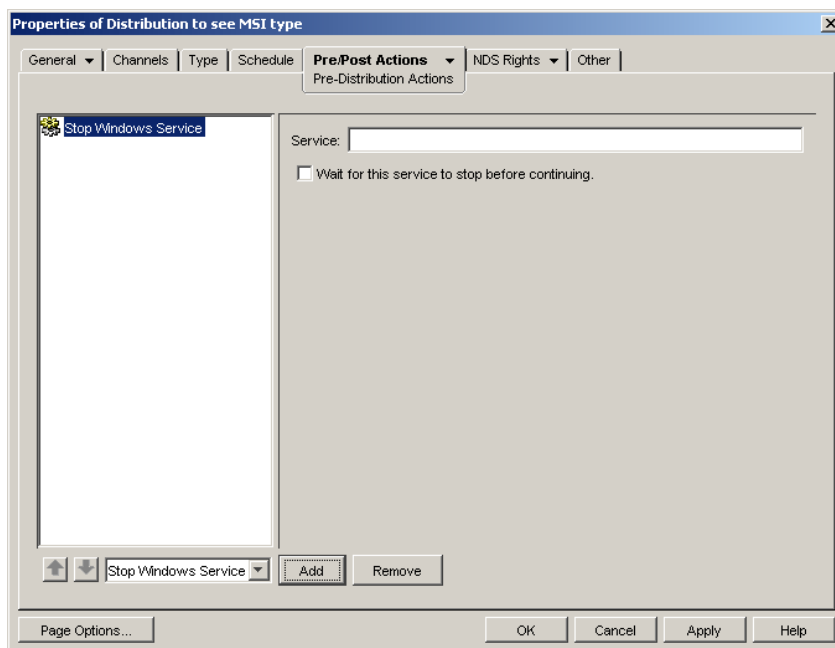 Properties of Distribution to see MSI type
General Channels Type Schedule Pre/Post Actions NDS Rights Other
Pre-Distribution Actions
Stop Windows Service
Service:
Wait for this service to stop before continuing.
Stop Windows Service Add Remove
Page Options... OK Cancel Apply Help